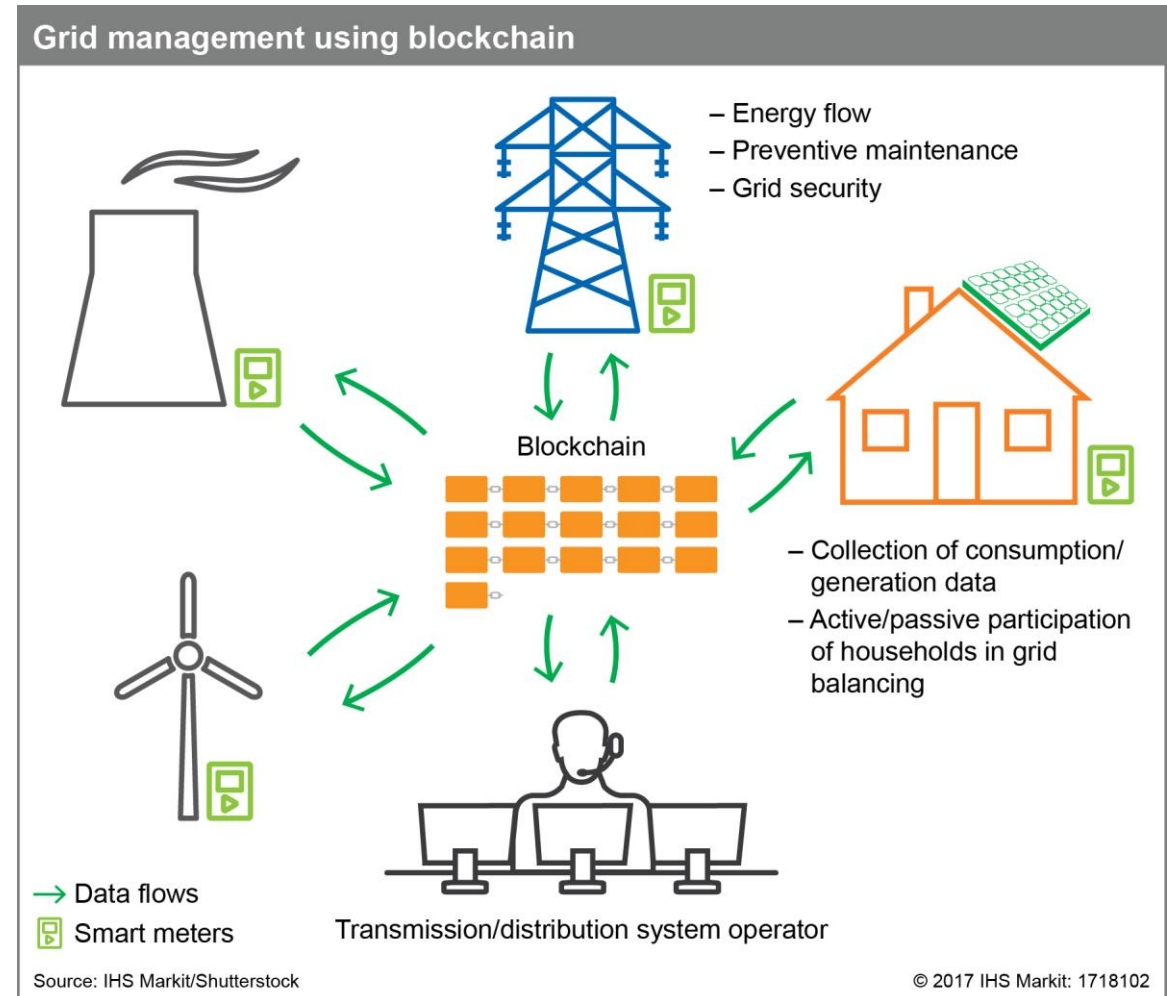 Grid management using blockchain
– Energy flow
– Preventive maintenance
– Grid security
Blockchain
– Collection of consumption/
generation data
– Active/passive participation
of households in grid
balancing
Transmission/distribution system operator
Data flows
Smart meters
Source: IHS Markit/Shutterstock
© 2017 IHS Markit: 1718102